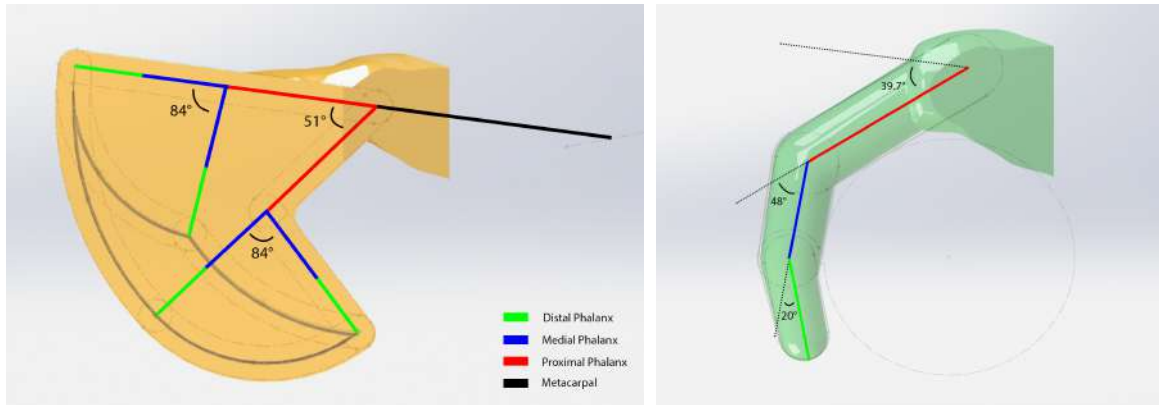 84°
51°
84°
Distal Phalanx
Medial Phalanx
Proximal Phalanx
Metacarpal
39.7°
48°
20°